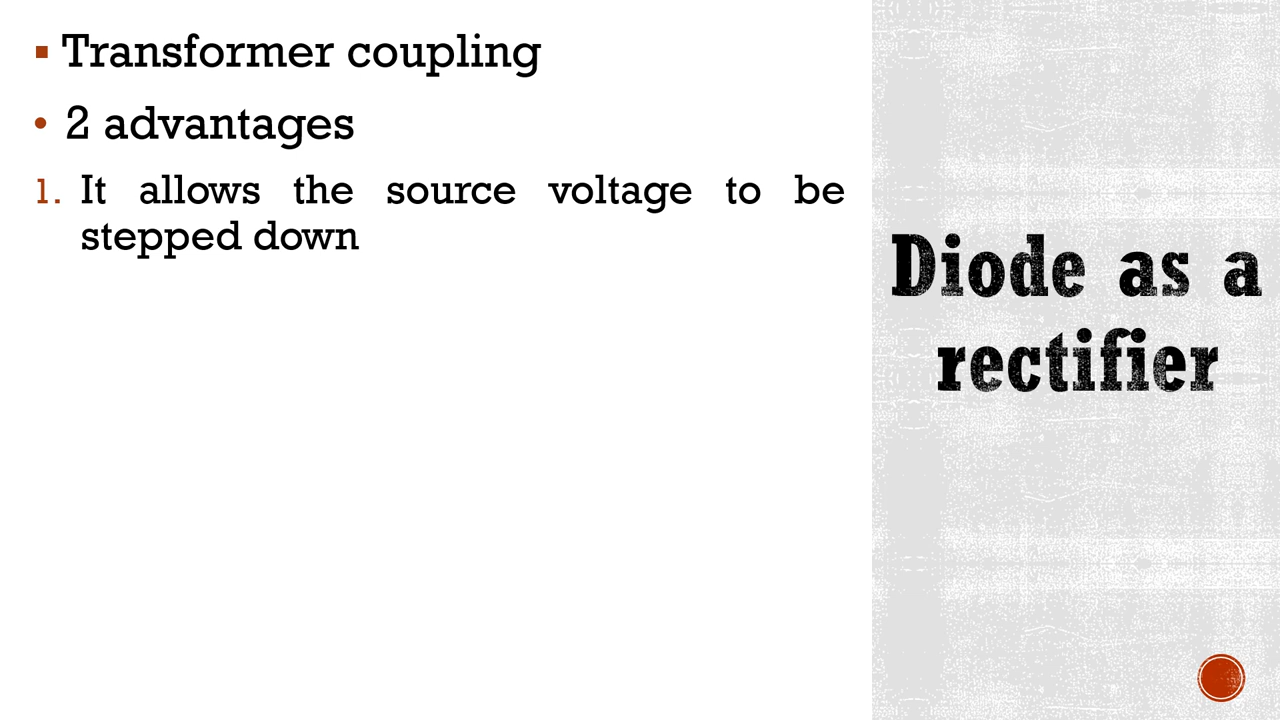 ▪ Transformer coupling
• 2 advantages
1. It allows the source voltage to be
stepped down
Diode as a
rectifier